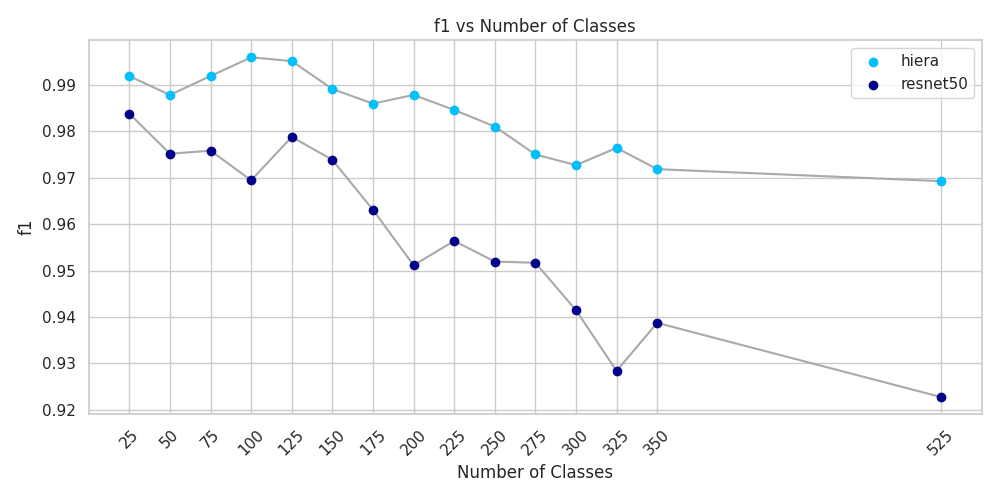 f1 vs Number of Classes
hiera
resnet50
f1
0.99
0.98
0.97
0.96
0.95
0.94
0.93
0.92
25 50 75 100 125 150 175 200 225 250 275 300 325 350 525
Number of Classes